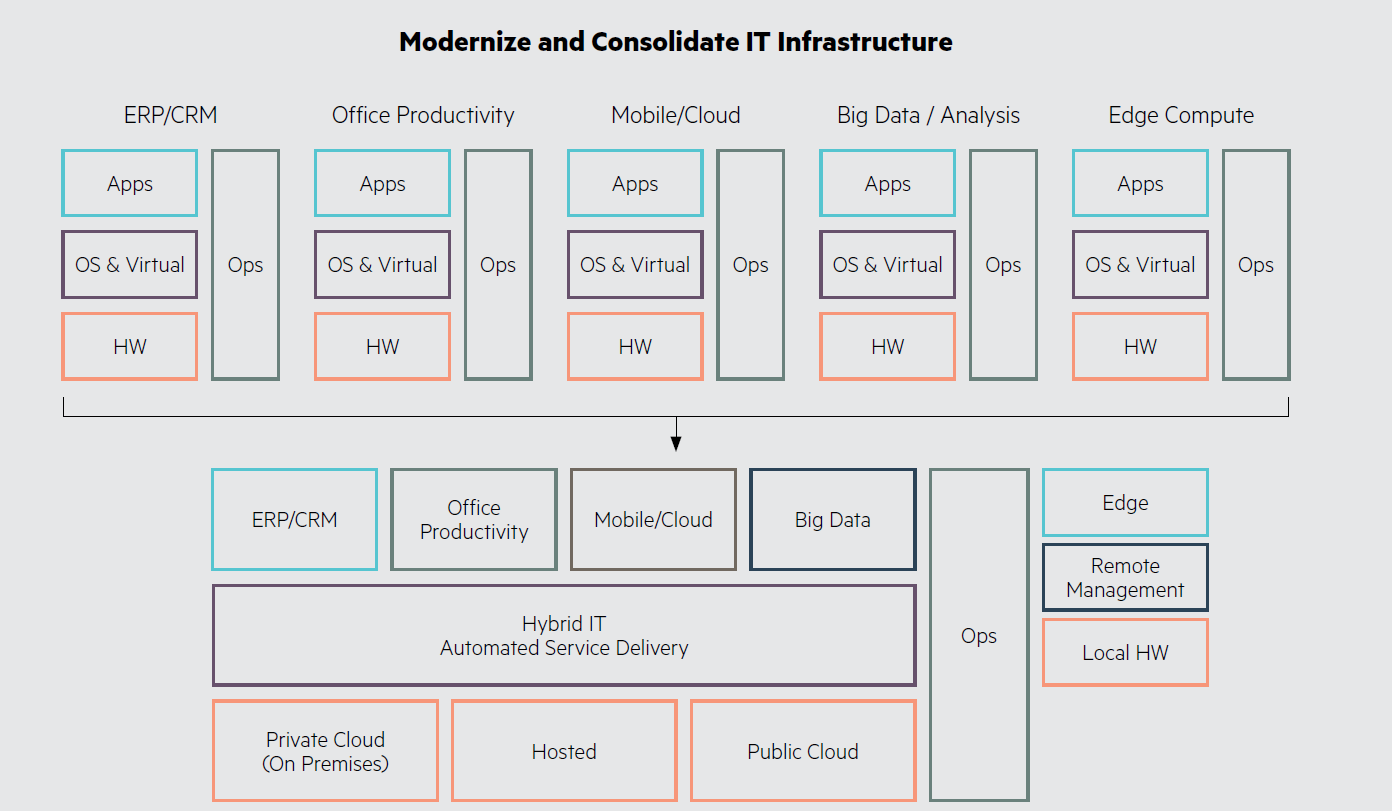 Modernize and Consolidate IT Infrastructure
ERP/CRM
Office Productivity
Mobile/Cloud
Big Data / Analysis
Edge Compute
Apps
Apps
Apps
Apps
Apps
OS & Virtual
Ops
OS & Virtual
Ops
OS & Virtual
Ops
OS & Virtual
Ops
OS & Virtual
Ops
HW
HW
HW
HW
HW
ERP/CRM
Office
Productivity
Mobile/Cloud
Big Data
Edge
Remote
Management
Hybrid IT
Automated Service Delivery
Ops
Local HW
Private Cloud
(On Premises)
Hosted
Public Cloud